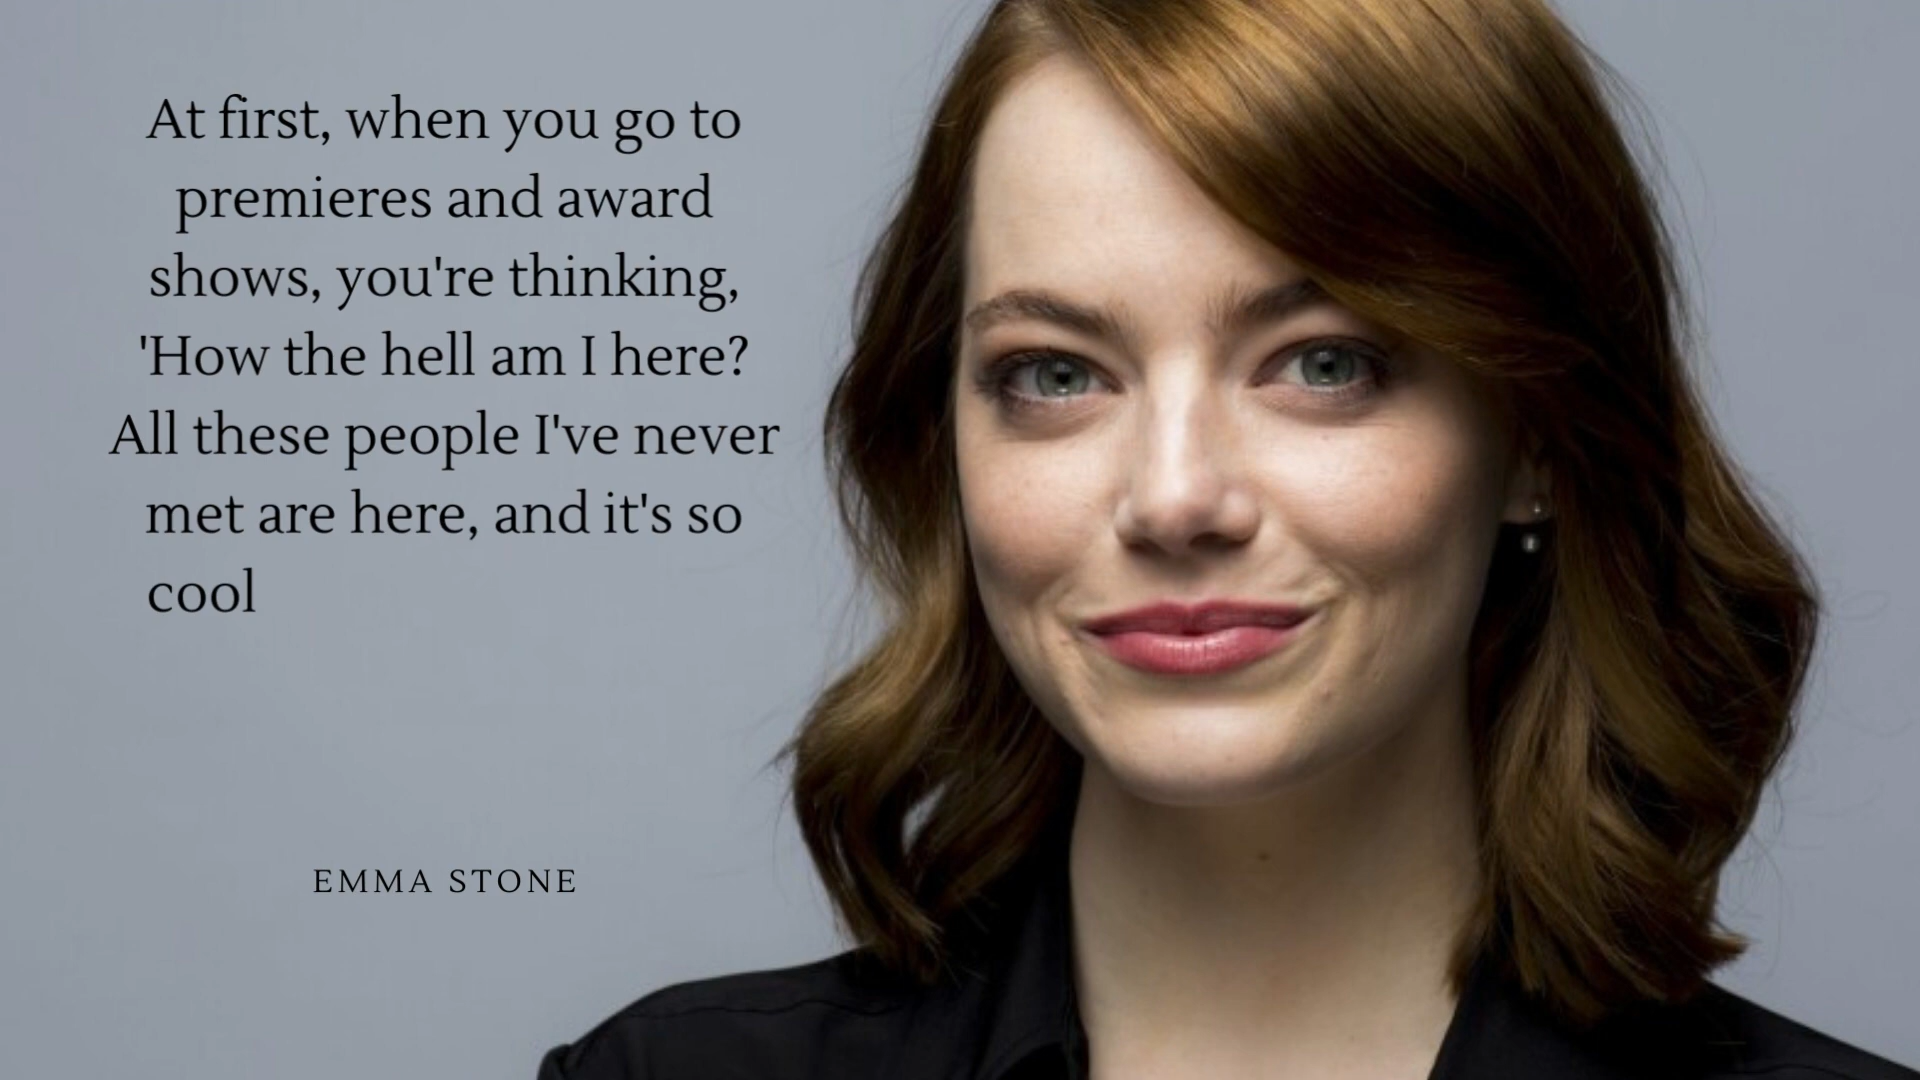 At first, when you go to
premieres and award
shows, you're thinking,
'How the hell am I here?
All these people I've never
met are here, and it's so
cool
EMMA STONE